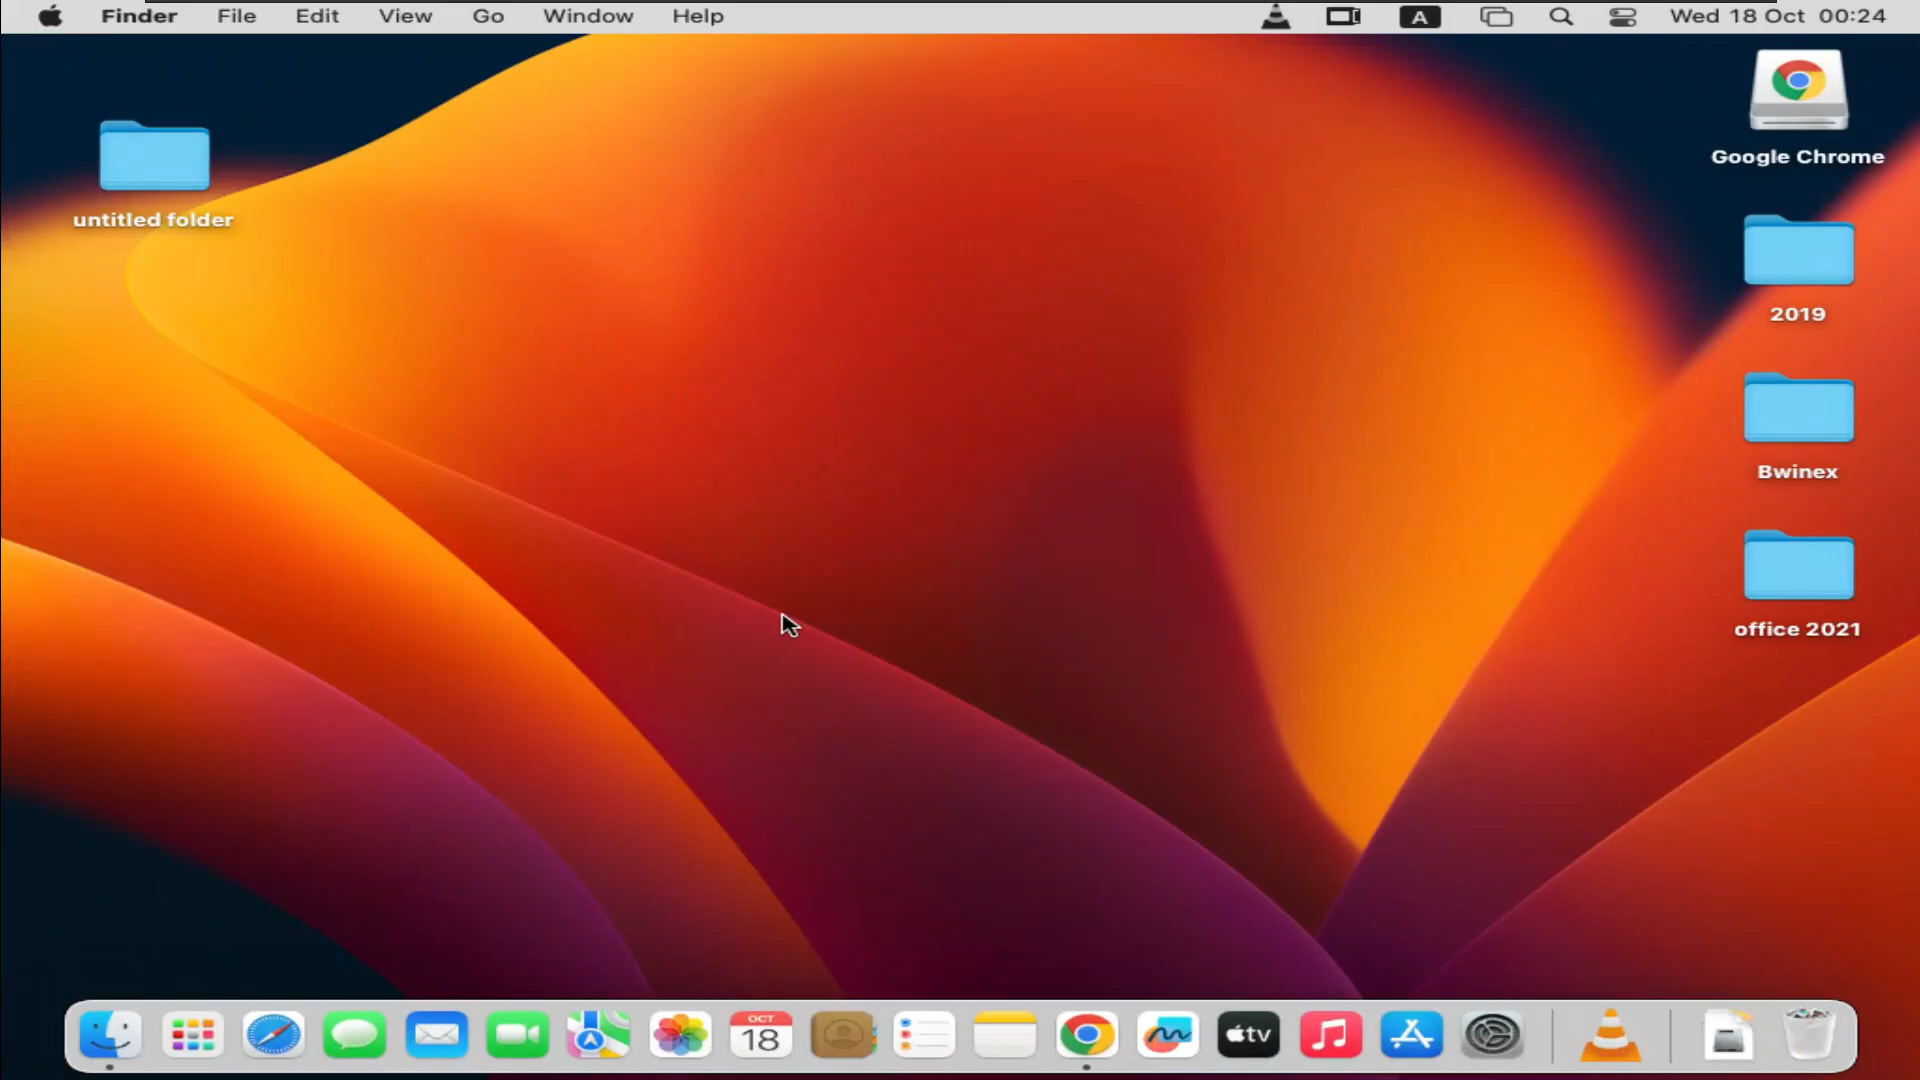 Finder File Edit View Go Window Help A Wed 18 Oct 00:24
untitled folder
Google Chrome
2019
Bwinex
office 2021
OCT
18
tv